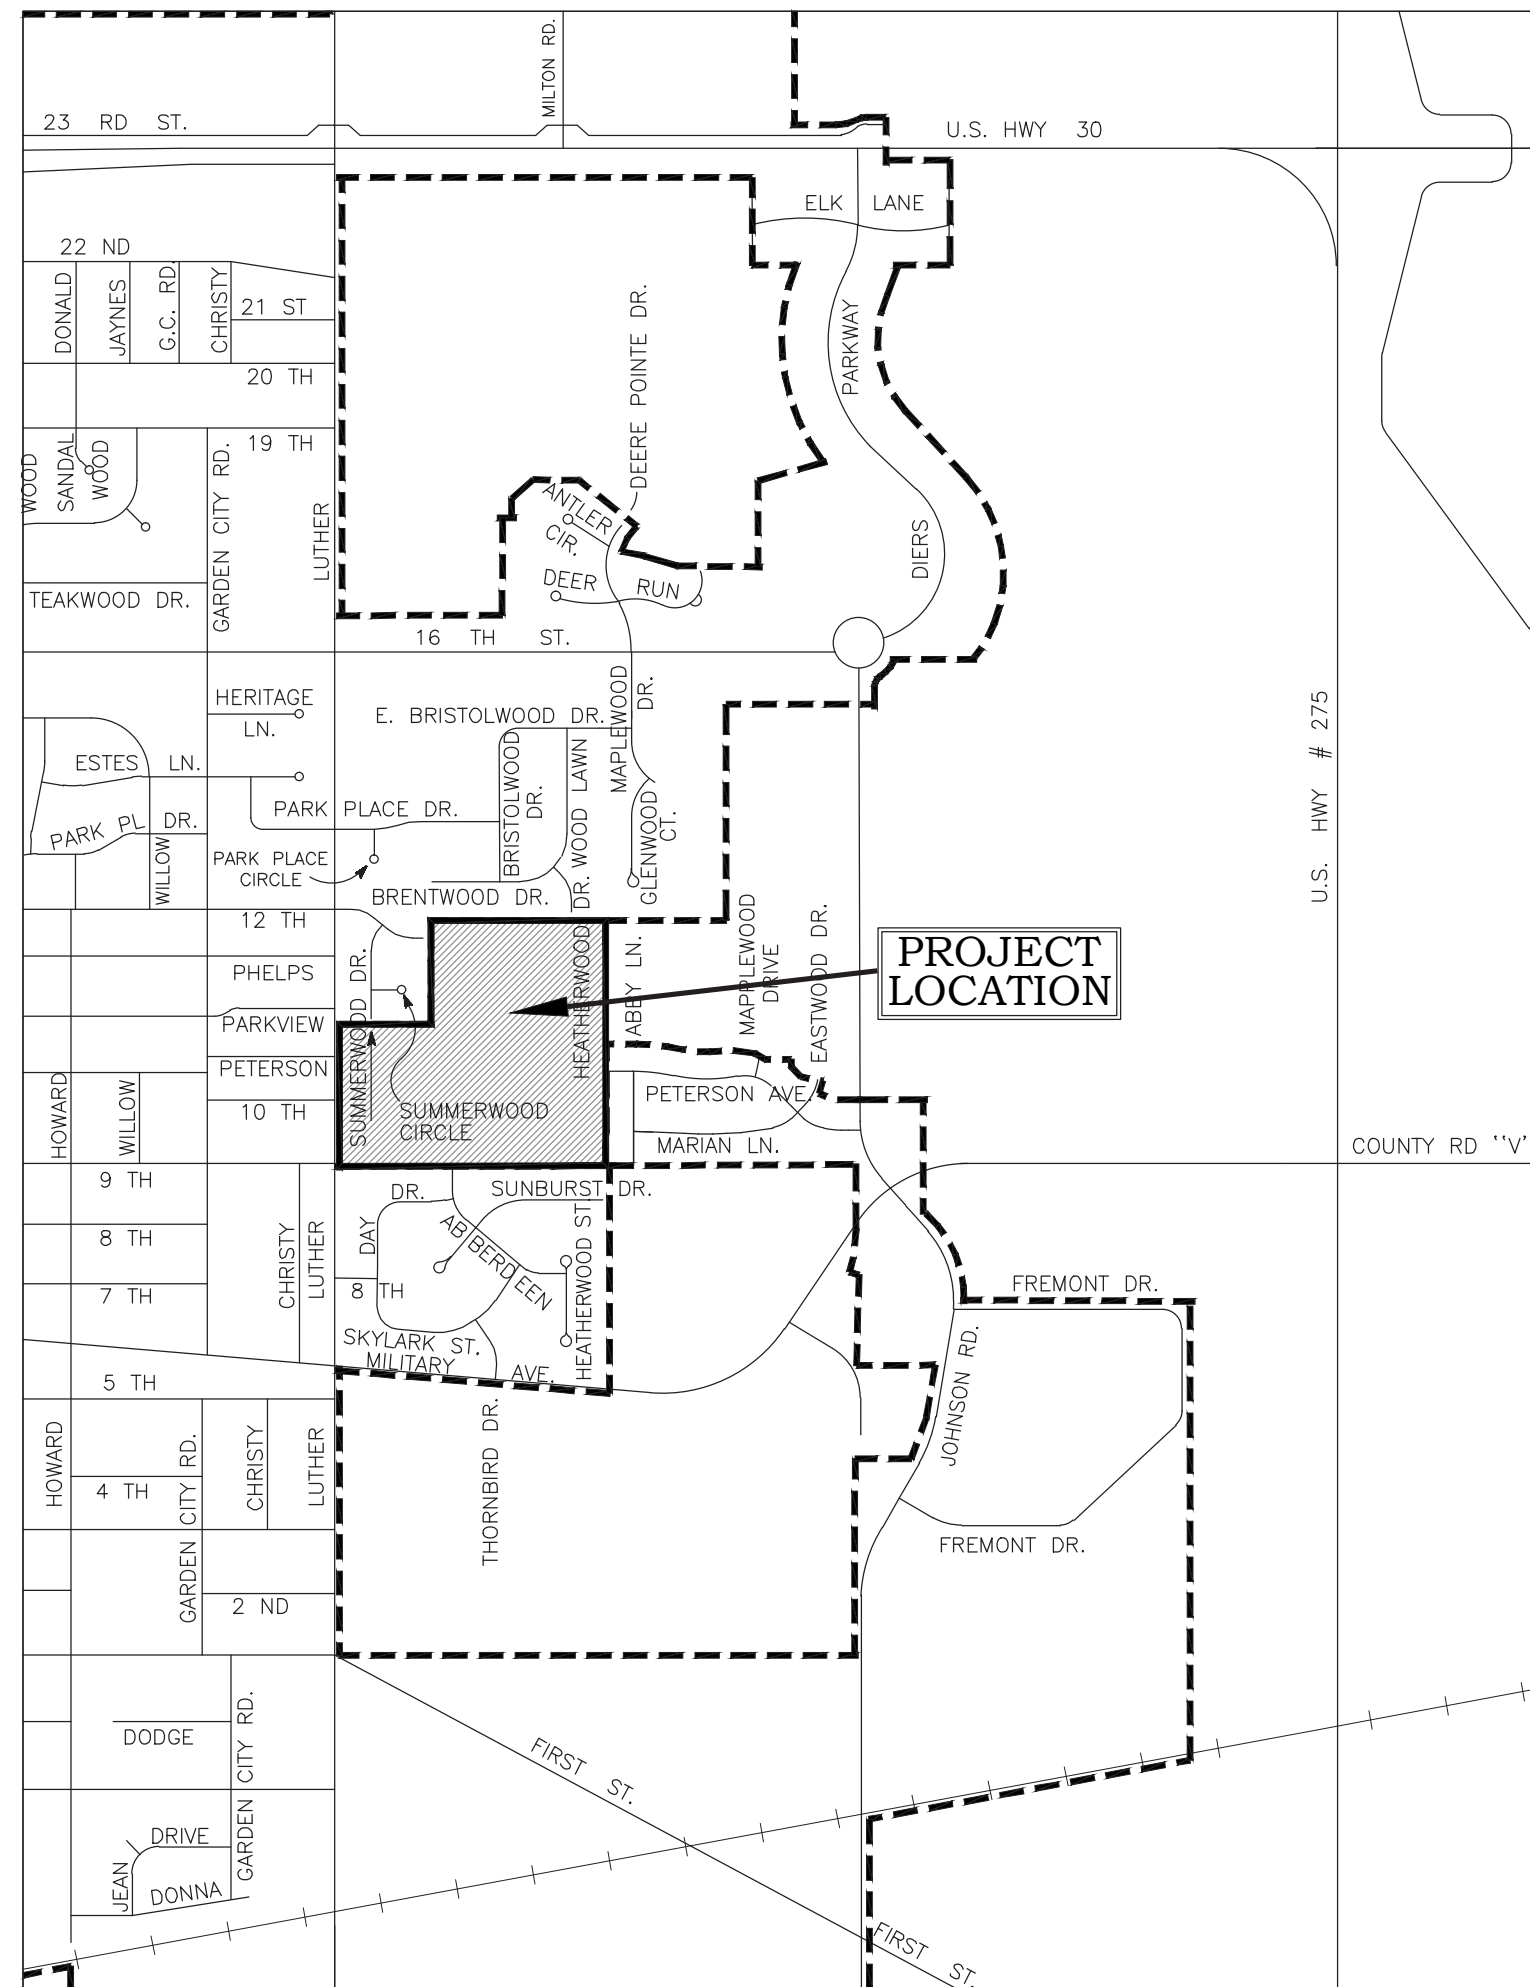 MILTON RD.
23 RD ST.
U.S. HWY 30
ELK LANE
22 ND
DONALD
JAYNES
G.C. RD.
CHRISTY
21 ST
20 TH
DEERE POINTE DR.
PARKWAY
19 TH
WOOD
SANDAL
WOOD
GARDEN CITY RD.
LUTHER
ANTLER
CIR.
DEER RUN
DIERS
TEAKWOOD DR.
16 TH ST.
HERITAGE
LN.
E. BRISTOLWOOD DR.
MAPLEWOOD
DR.
U.S. HWY # 275
ESTES LN.
PARK PLACE DR.
BRISTOLWOOD
DR.
WOOD LAWN
DR.
GLENWOOD
CT.
PARK PL DR.
WILLOW
PARK PLACE
CIRCLE
BRENTWOOD DR.
12 TH
PHELPS
PARKVIEW
PETERSON
10 TH
SUMMERWOOD DR.
HEATHERWOOD
ABBY LN.
MAPPLEWOOD
DRIVE
EASTWOOD DR.
PROJECT
LOCATION
SUMMERWOOD
CIRCLE
PETERSON AVE.
MARIAN LN.
HOWARD
WILLOW
COUNTY RD "V"
9 TH
DR.
SUNBURST DR.
8 TH
DAY
ABBERDEEN
HEATHERWOOD ST.
CHRISTY
LUTHER
7 TH
8 TH
FREMONT DR.
SKYLARK ST.
MILITARY AVE.
5 TH
JOHNSON RD.
HOWARD
4 TH
GARDEN CITY RD.
CHRISTY
LUTHER
THORNBIRD DR.
FREMONT DR.
2 ND
DODGE
GARDEN CITY RD.
FIRST ST.
DRIVE
JEAN
DONNA
FIRST ST.